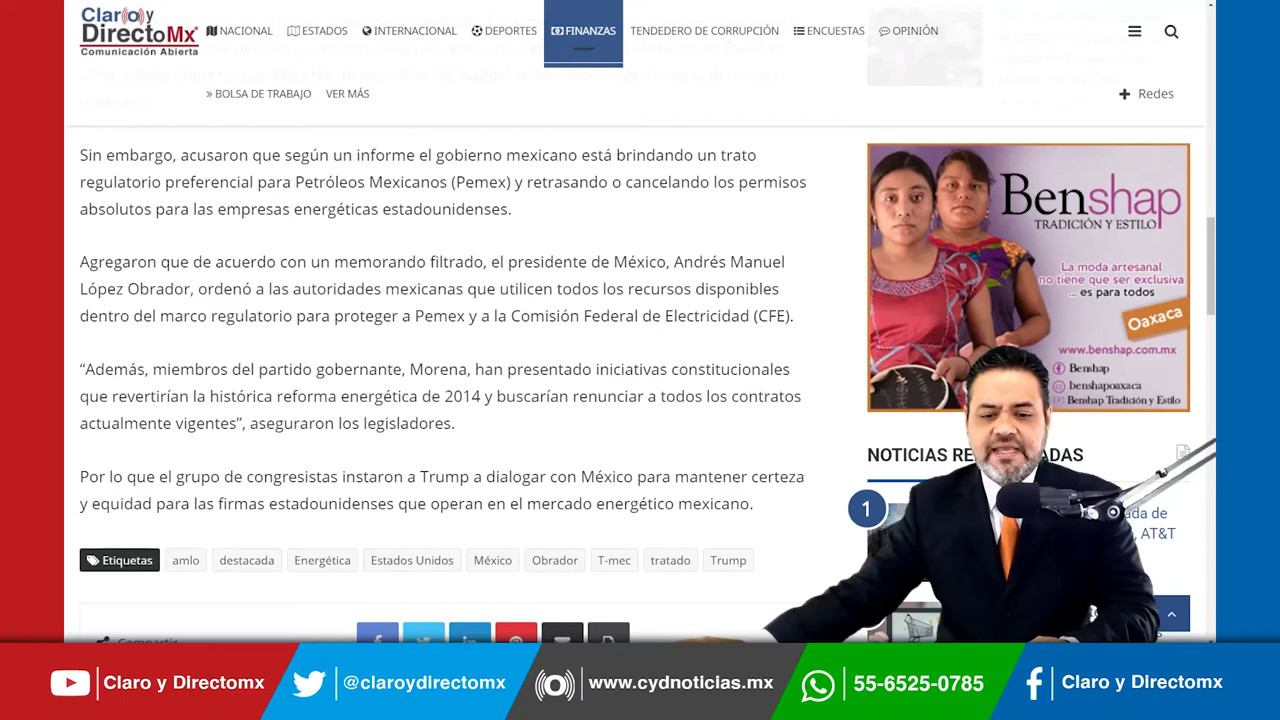 Claro y
DirectoMx
Comunicación Abierta
NACIONAL
ESTADOS
INTERNACIONAL
DEPORTES
FINANZAS
TENDEDERO DE CORRUPCIÓN
ENCUESTAS
OPINIÓN
» BOLSA DE TRABAJO
VER MÁS
Redes
Sin embargo, acusaron que según un informe el gobierno mexicano está brindando un trato
regulatorio preferencial para Petróleos Mexicanos (Pemex) y retrasando o cancelando los permisos
absolutos para las empresas energéticas estadounidenses.
Agregaron que de acuerdo con un memorando filtrado, el presidente de México, Andrés Manuel
López Obrador, ordenó a las autoridades mexicanas que utilicen todos los recursos disponibles
dentro del marco regulatorio para proteger a Pemex y a la Comisión Federal de Electricidad (CFE).
“Además, miembros del partido gobernante, Morena, han presentado iniciativas constitucionales
que revertirían la histórica reforma energética de 2014 y buscarían renunciar a todos los contratos
actualmente vigentes”, aseguraron los legisladores.
Por lo que el grupo de congresistas instaron a Trump a dialogar con México para mantener certeza
y equidad para las firmas estadounidenses que operan en el mercado energético mexicano.
Etiquetas
amlo
destacada
Energética
Estados Unidos
México
Obrador
T-mec
tratado
Trump
Compartir
Benshap
TRADICIÓN Y ESTILO
La moda artesanal
no tiene que ser exclusiva
... es para todos
Oaxaca
www.benshap.com.mx
Benshap
benshapoaxaca
Benshap Tradición y Estilo
NOTICIAS
1
de
, AT&T
Claro y Directomx
@claroydirectomx
www.cydnoticias.mx
55-6525-0785
Claro y Directomx